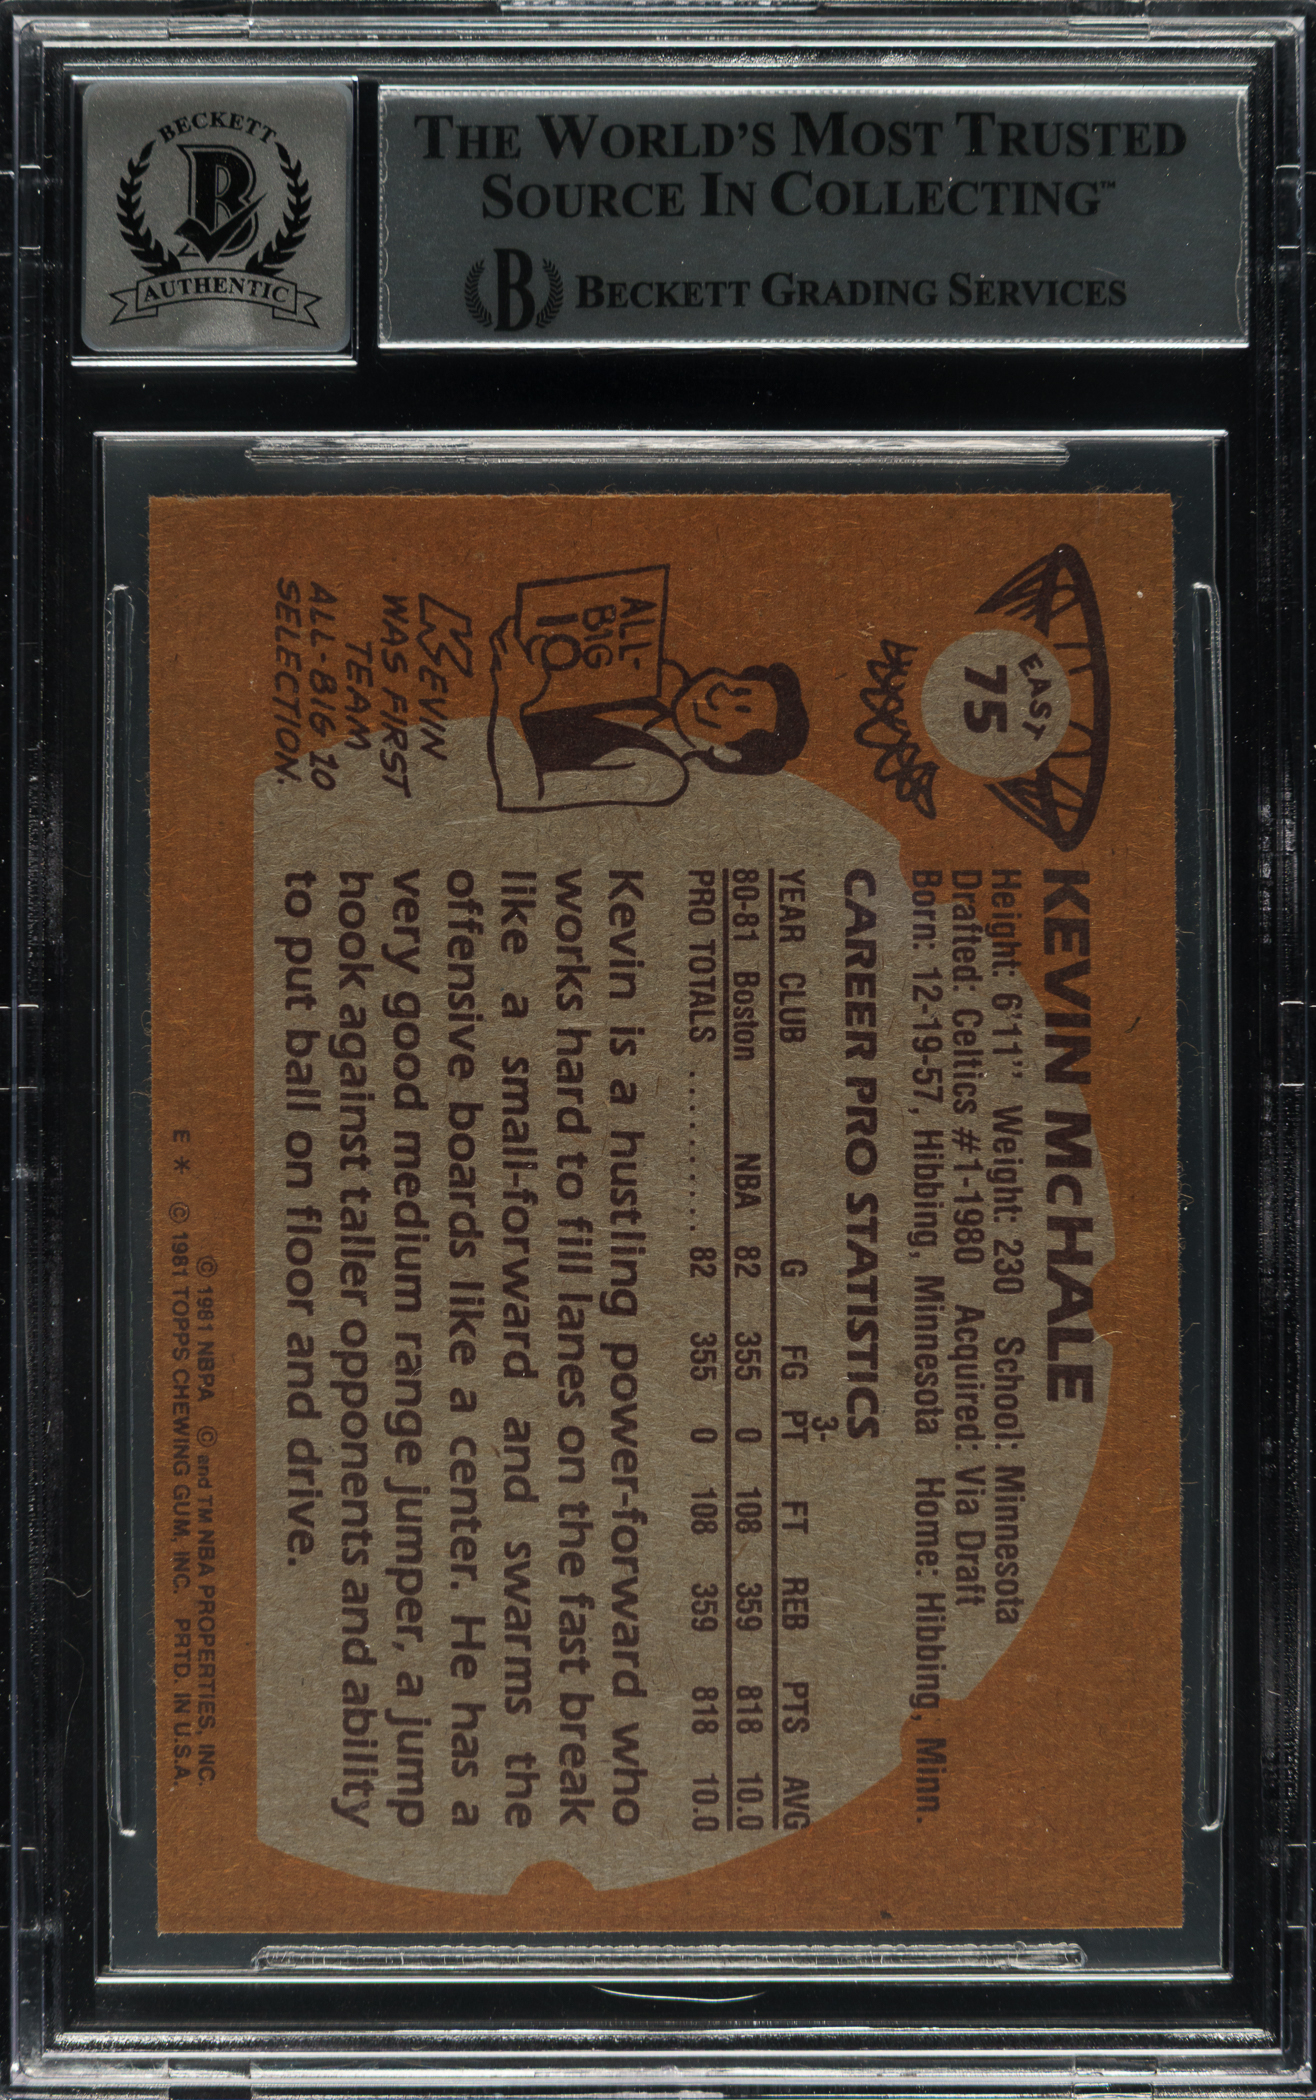 BECKETT
B
AUTHENTIC
THE WORLD'S MOST TRUSTED
SOURCE IN COLLECTING™
B BECKETT GRADING SERVICES
EAST
75
KEVIN McHALE
Height: 6'11" Weight: 230 School: Minnesota
Drafted: Celtics #1-1980 Acquired: Via Draft
Born: 12-19-57, Hibbing, Minnesota Home: Hibbing, Minn.
CAREER PRO STATISTICS
3-
YEAR CLUB G FG PT FT REB PTS AVG
80-81 Boston NBA 82 355 0 108 359 818 10.0
PRO TOTALS .......... 82 355 0 108 359 818 10.0
Kevin is a hustling power-forward who
works hard to fill lanes on the fast break
like a small-forward and swarms the
offensive boards like a center. He has a
very good medium range jumper, a jump
hook against taller opponents and ability
to put ball on floor and drive.
ALL-
BIG
10
KEVIN
WAS FIRST
TEAM
ALL-BIG 10
SELECTION.
© 1981 NBPA © and TM NBA PROPERTIES, INC.
E * © 1981 TOPPS CHEWING GUM, INC. PRTD. IN U.S.A.